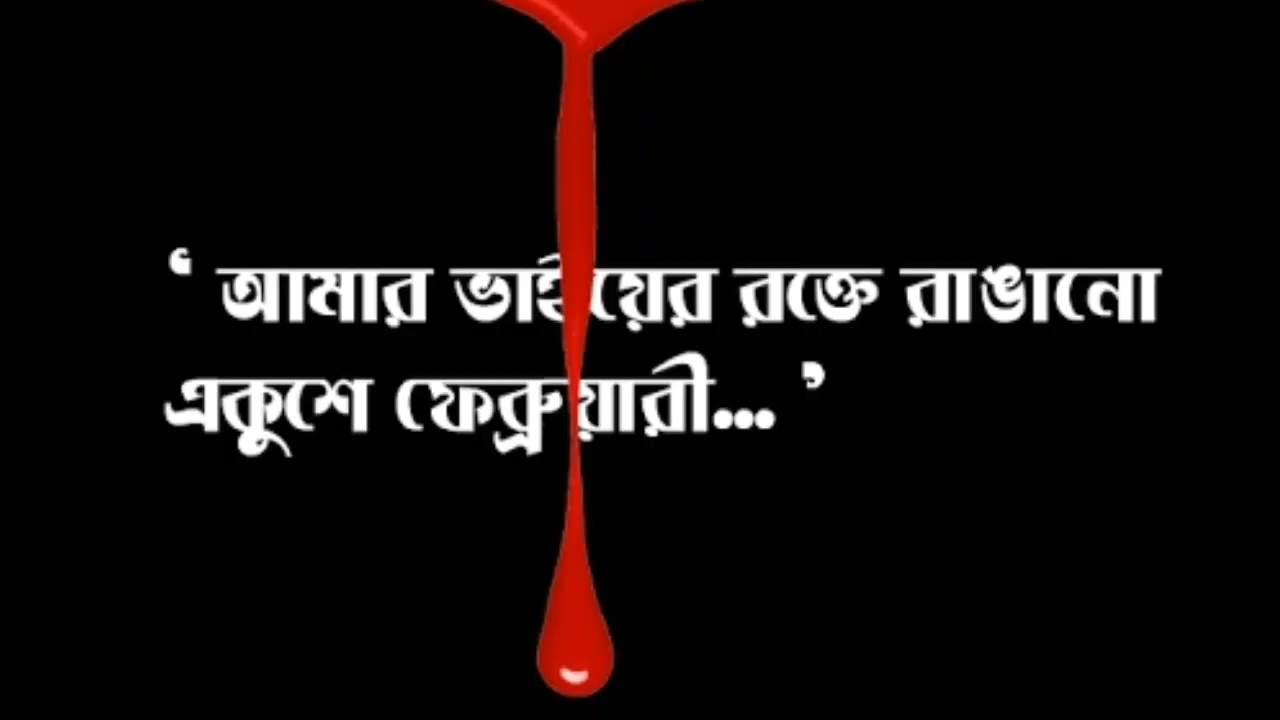 ‘ আমার ভাইয়ের রক্তে রাঙানো
একুশে ফেব্রুয়ারী... ’